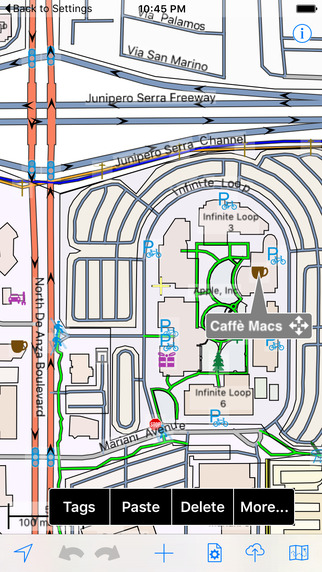 Back to Settings
10:45 PM
Via Palamos
Via San Marino
Junipero Serra Freeway
Junipero Serra Channel
Infinite Loop
Infinite Loop
3
Apple, Inc.
Caffè Macs
North De Anza Boulevard
Infinite Loop
6
Mariani Avenue
100 m
Tags
Paste
Delete
More...